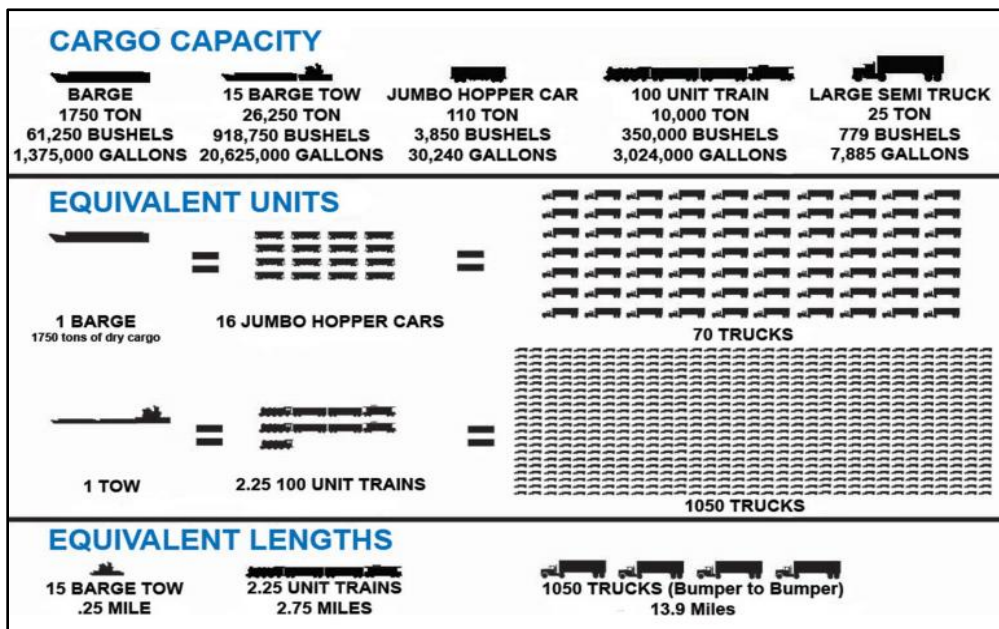 CARGO CAPACITY
BARGE
1750 TON
61,250 BUSHELS
1,375,000 GALLONS
15 BARGE TOW
26,250 TON
918,750 BUSHELS
20,625,000 GALLONS
JUMBO HOPPER CAR
110 TON
3,850 BUSHELS
30,240 GALLONS
100 UNIT TRAIN
10,000 TON
350,000 BUSHELS
3,024,000 GALLONS
LARGE SEMI TRUCK
25 TON
779 BUSHELS
7,885 GALLONS
EQUIVALENT UNITS
=
=
1 BARGE
1750 tons of dry cargo
16 JUMBO HOPPER CARS
70 TRUCKS
=
=
1 TOW
2.25 100 UNIT TRAINS
1050 TRUCKS
EQUIVALENT LENGTHS
15 BARGE TOW
.25 MILE
2.25 UNIT TRAINS
2.75 MILES
1050 TRUCKS (Bumper to Bumper)
13.9 Miles